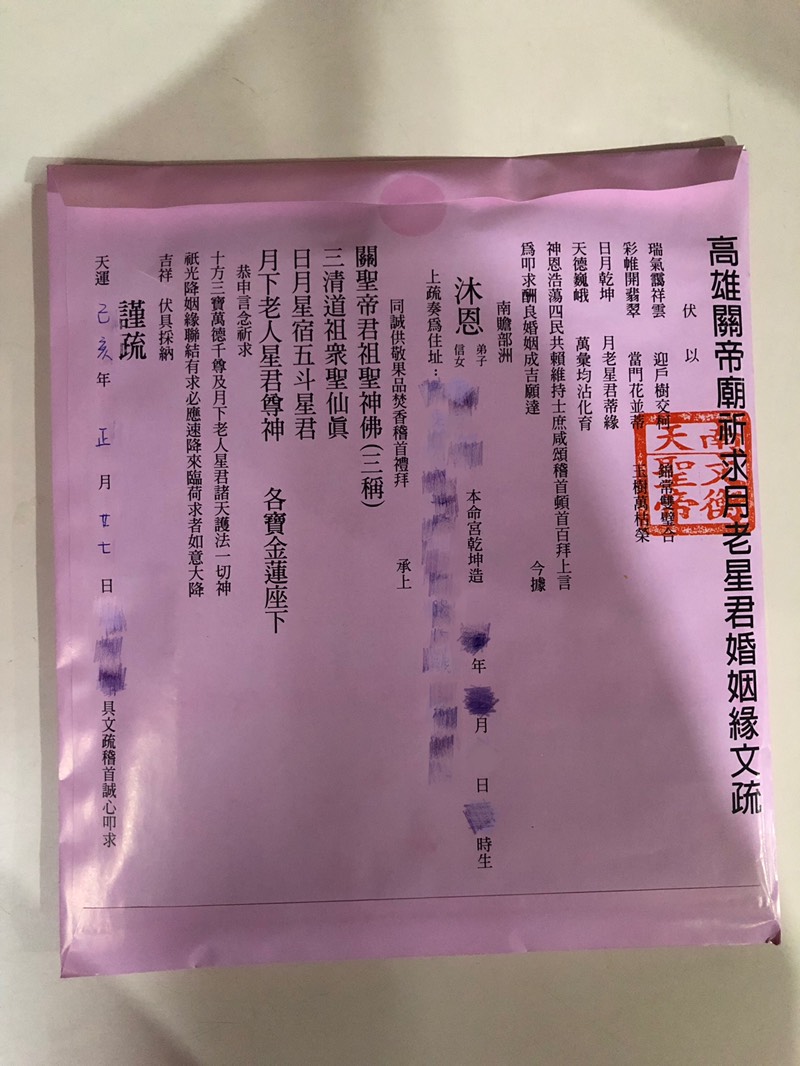 高雄關帝廟祈求月老星君婚姻緣文疏
南天文衡聖帝
伏以
瑞氣靄祥雲 迎戶樹交柯 錦帶雙聲合
彩帷開翡翠 當門花並蒂 玉樹萬枯榮
日月乾坤 月老星君蒂緣
天德巍峨 萬彙均沾化育
神恩浩蕩四民共賴維持士庶咸頌稽首頓首百拜上言
為叩求酬良婚姻成吉願達 今據
南贍部洲
沐恩 弟子 信女 本命宮乾坤造 年 月 日 時生
上疏奏為住址：
同誠供敬果品焚香稽首禮拜 承上
關聖帝君祖聖神佛(三稱)
三清道祖眾聖仙眞
日月星宿五斗星君
月下老人星君尊神 各寶金蓮座下
恭申言念祈求
十方三寶萬德千尊及月下老人星君諸天護法一切神
祇光降姻緣聯結有求必應速降來臨荷求者如意大降
吉祥 伏具採納
謹疏
天運 己亥 年 正 月 廿七 日 具文疏稽首誠心叩求